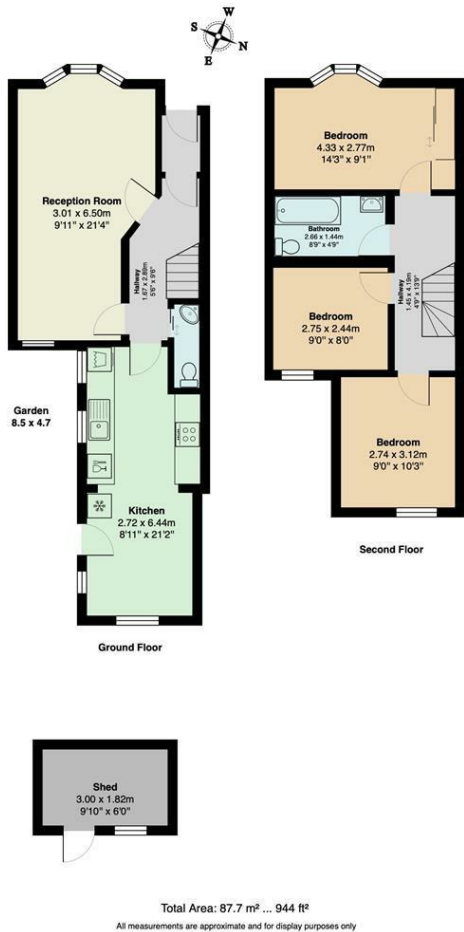 W
S
N
E
Reception Room
3.01 x 6.50m
9'11" x 21'4"
Hallway
1.67 x 2.89m
5'6" x 9'6"
Garden
8.5 x 4.7
Kitchen
2.72 x 6.44m
8'11" x 21'2"
Ground Floor
Bedroom
4.33 x 2.77m
14'3" x 9'1"
Bathroom
2.66 x 1.44m
8'9" x 4'9"
Hallway
1.45 x 4.19m
4'9" x 13'9"
Bedroom
2.75 x 2.44m
9'0" x 8'0"
Bedroom
2.74 x 3.12m
9'0" x 10'3"
Second Floor
Shed
3.00 x 1.82m
9'10" x 6'0"
Total Area: 87.7 m² ... 944 ft²
All measurements are approximate and for display purposes only